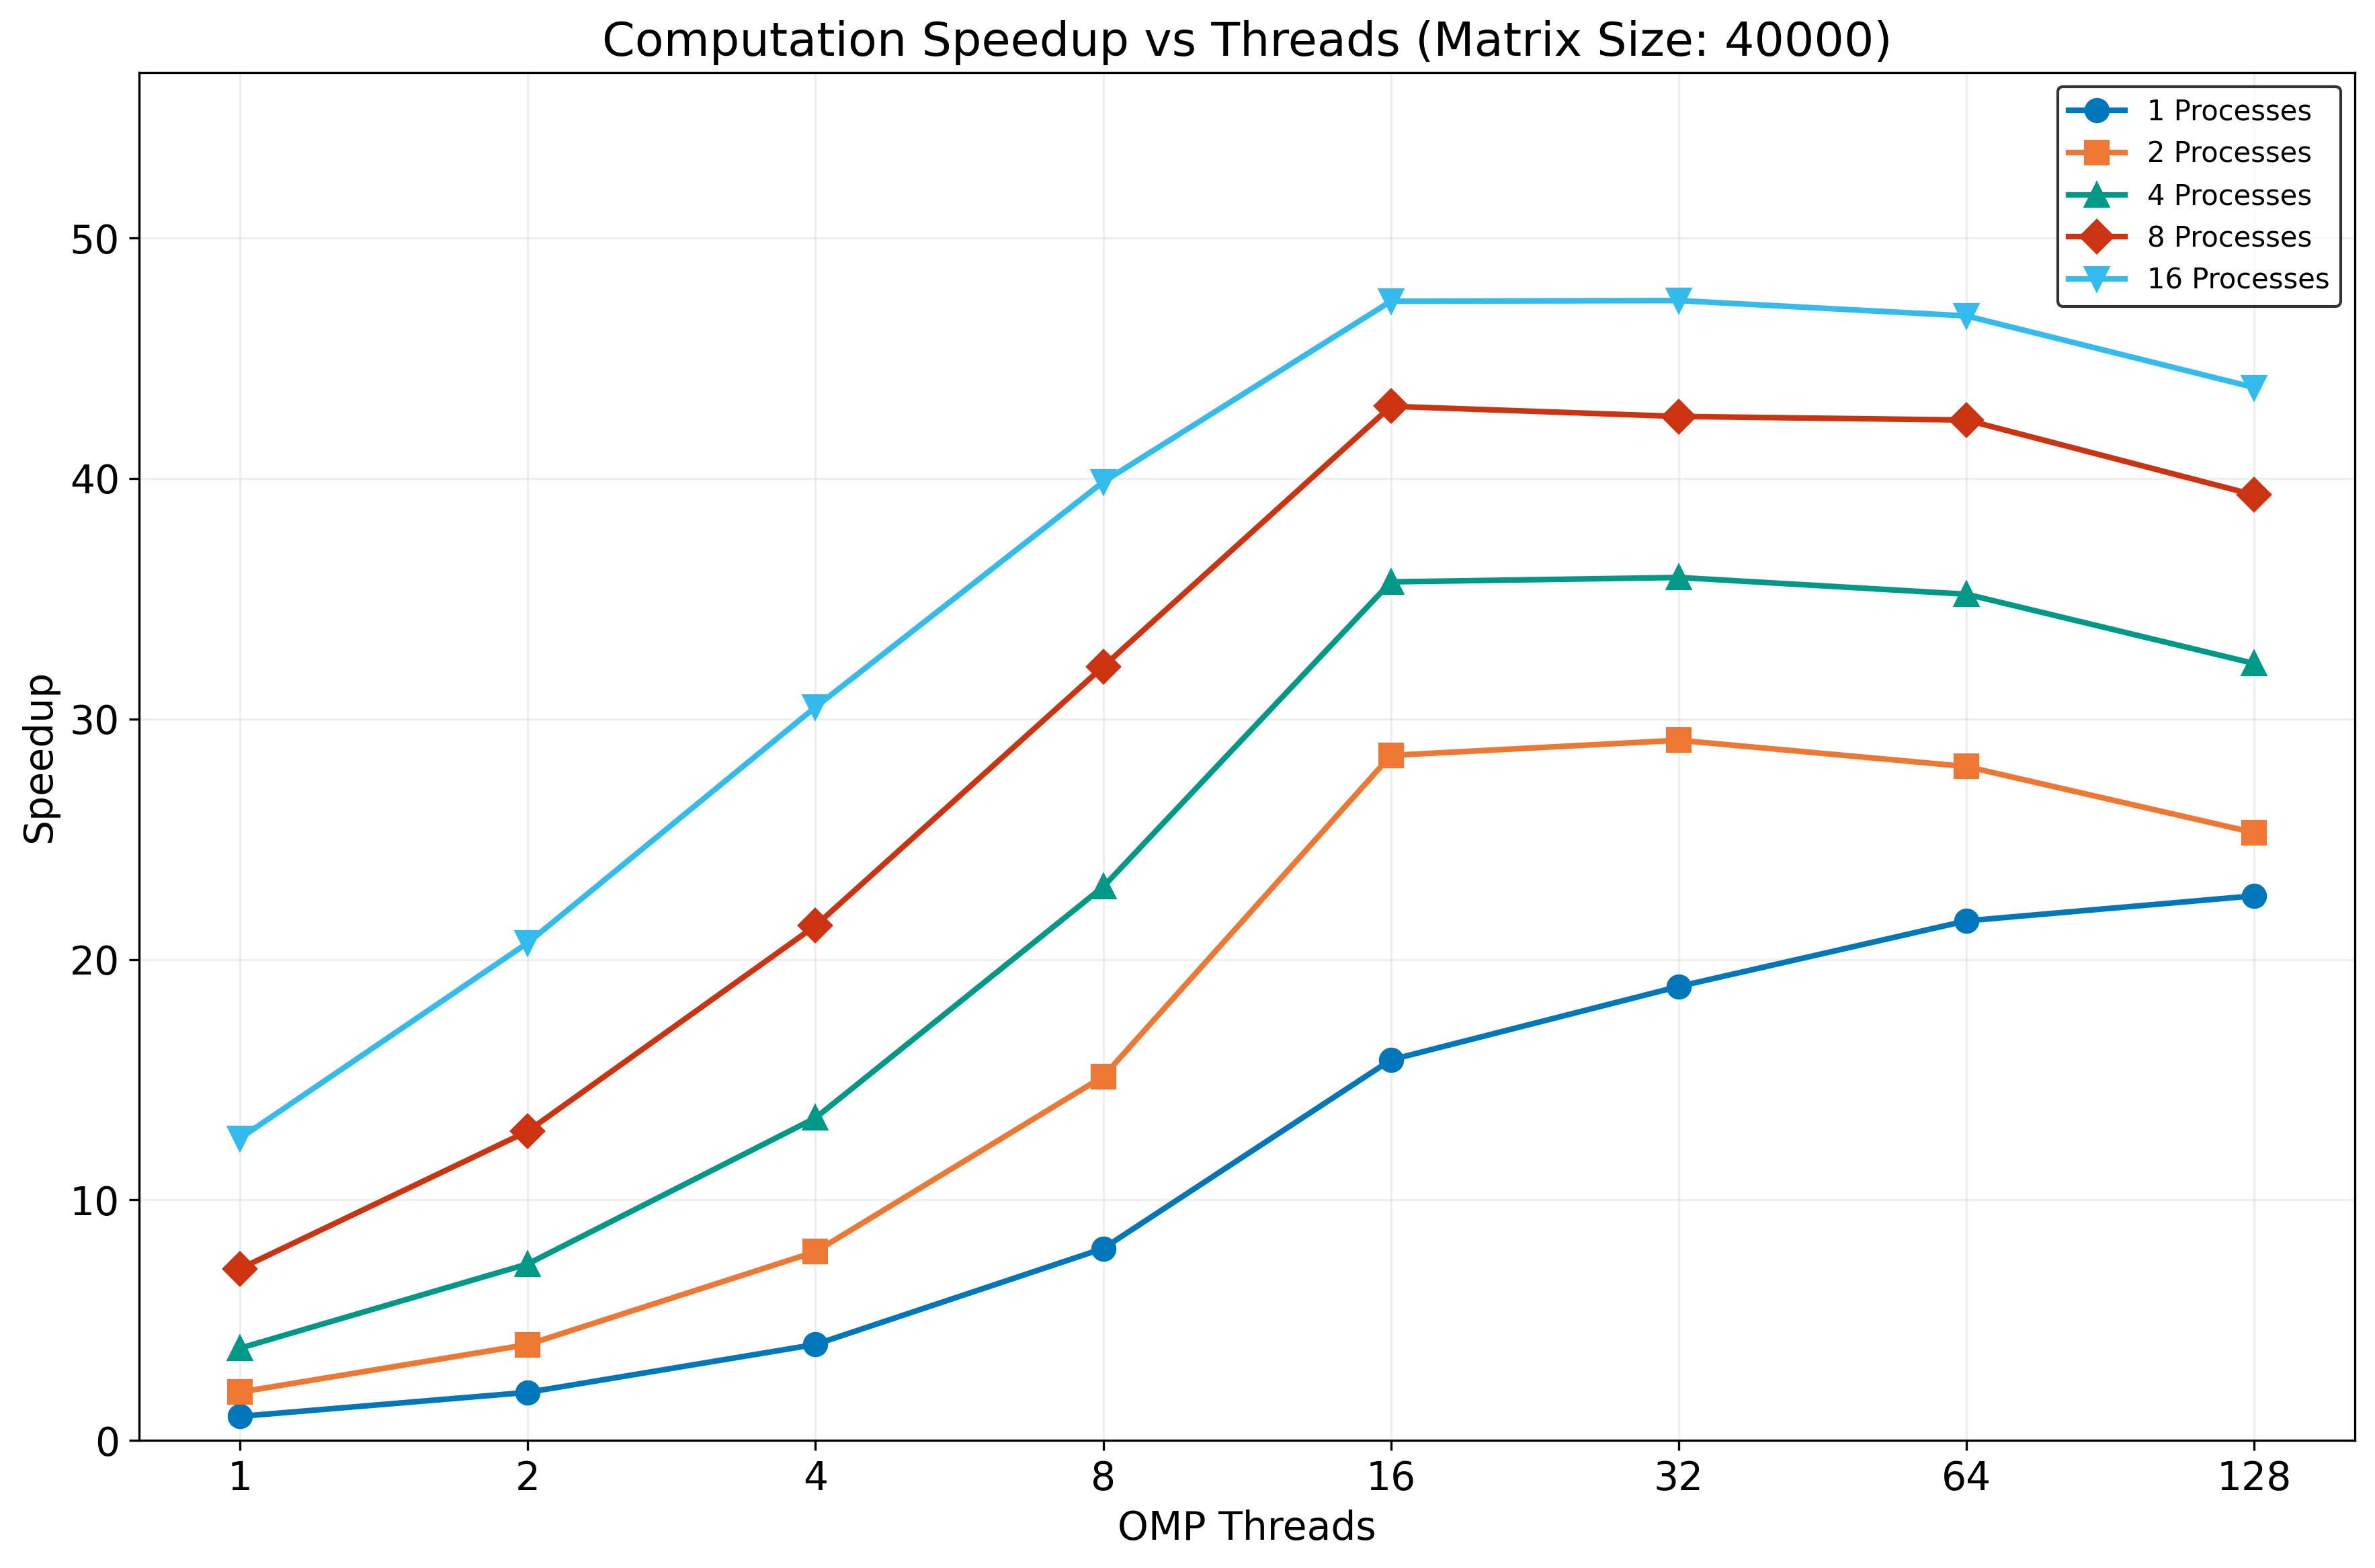 Computation Speedup vs Threads (Matrix Size: 40000)
1 Processes
2 Processes
4 Processes
8 Processes
16 Processes
Speedup
50
40
30
20
10
0
1 2 4 8 16 32 64 128
OMP Threads